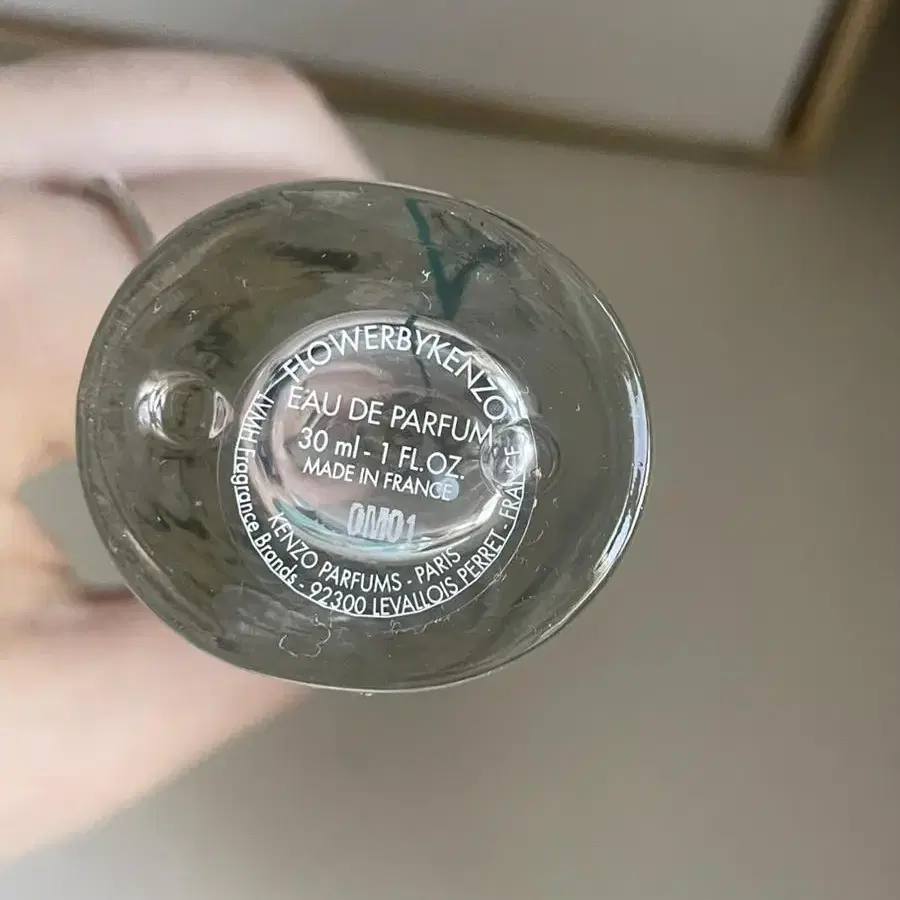 FLOWERBYKENZO
EAU DE PARFUM
30 ml - 1 FL.OZ.
MADE IN FRANCE
0M01
KENZO PARFUMS - PARIS
LVMH Fragrance Brands - 92300 LEVALLOIS PERRET - FRANCE